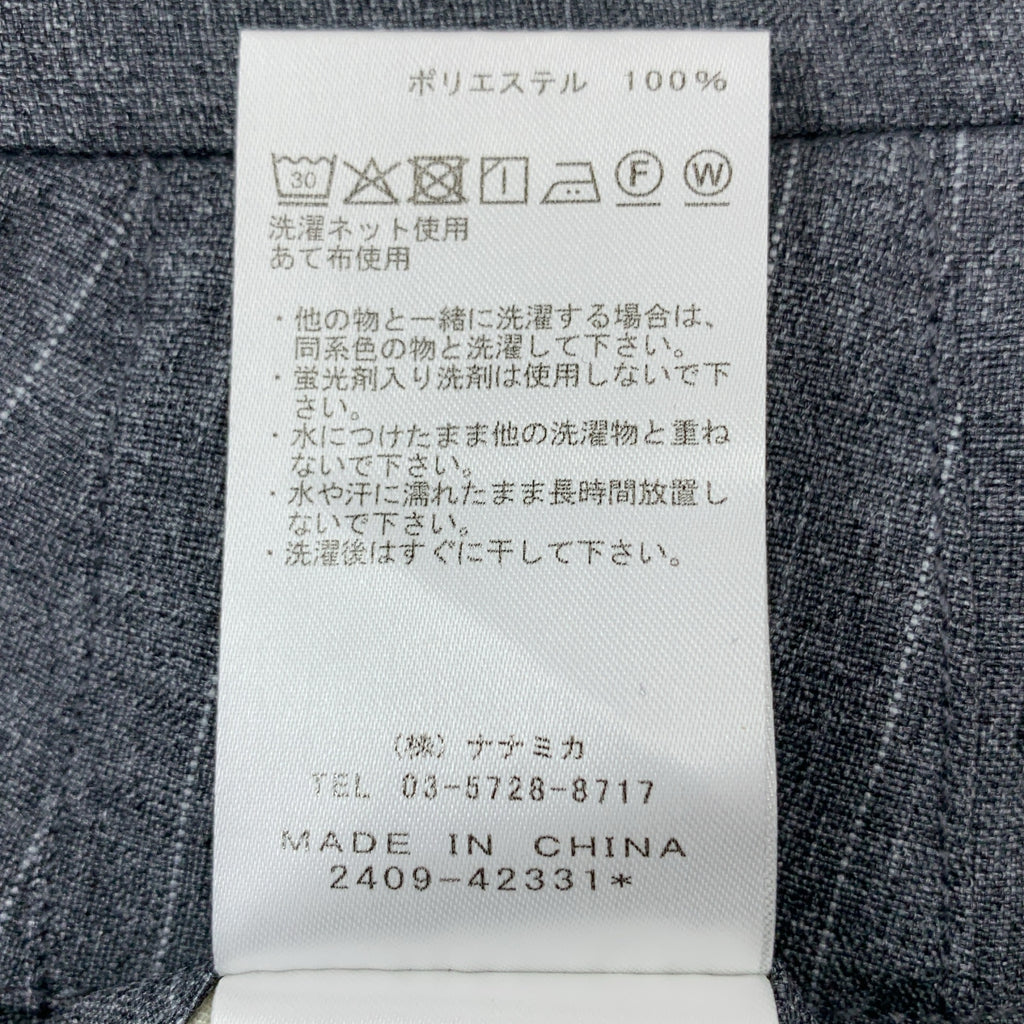 ポリエステル 100%
30 F W
洗濯ネット使用
あて布使用
・他の物と一緒に洗濯する場合は、
同系色の物と洗濯して下さい。
・蛍光剤入り洗剤は使用しないで下
さい。
・水につけたまま他の洗濯物と重ね
ないで下さい。
・水や汗に濡れたまま長時間放置し
ないで下さい。
・洗濯後はすぐに干して下さい。
(株)ナナミカ
TEL 03-5728-8717
MADE IN CHINA
2409-42331*